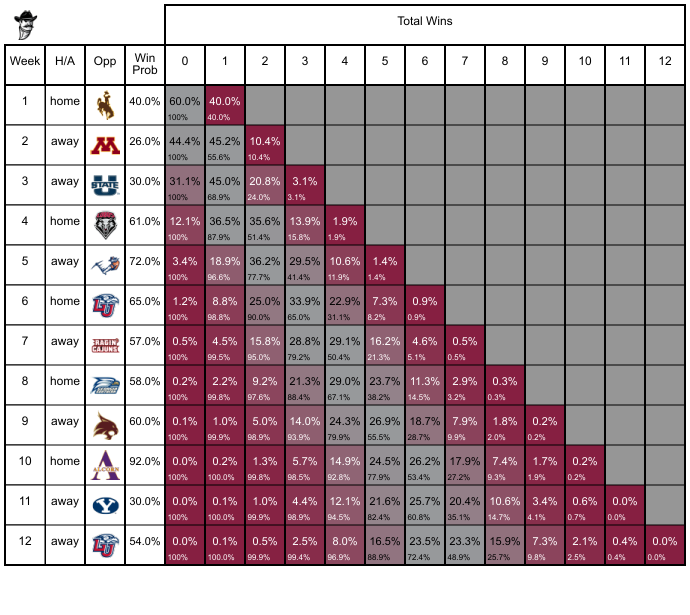 Total Wins
Week H/A Opp Win Prob 0 1 2 3 4 5 6 7 8 9 10 11 12
1 home 40.0% 60.0% 40.0%
100% 40.0%
2 away M 26.0% 44.4% 45.2% 10.4%
100% 55.6% 10.4%
3 away U STATE 30.0% 31.1% 45.0% 20.8% 3.1%
100% 68.9% 24.0% 3.1%
4 home 61.0% 12.1% 36.5% 35.6% 13.9% 1.9%
100% 87.9% 51.4% 15.8% 1.9%
5 away 72.0% 3.4% 18.9% 36.2% 29.5% 10.6% 1.4%
100% 96.6% 77.7% 41.4% 11.9% 1.4%
6 home LU 65.0% 1.2% 8.8% 25.0% 33.9% 22.9% 7.3% 0.9%
100% 98.8% 90.0% 65.0% 31.1% 8.2% 0.9%
7 away RAGIN CAJUNS 57.0% 0.5% 4.5% 15.8% 28.8% 29.1% 16.2% 4.6% 0.5%
100% 99.5% 95.0% 79.2% 50.4% 21.3% 5.1% 0.5%
8 home 58.0% 0.2% 2.2% 9.2% 21.3% 29.0% 23.7% 11.3% 2.9% 0.3%
100% 99.8% 97.6% 88.4% 67.1% 38.2% 14.5% 3.2% 0.3%
9 away 60.0% 0.1% 1.0% 5.0% 14.0% 24.3% 26.9% 18.7% 7.9% 1.8% 0.2%
100% 99.9% 98.9% 93.9% 79.9% 55.5% 28.7% 9.9% 2.0% 0.2%
10 home A ALCORN 92.0% 0.0% 0.2% 1.3% 5.7% 14.9% 24.5% 26.2% 17.9% 7.4% 1.7% 0.2%
100% 100.0% 99.8% 98.5% 92.8% 77.9% 53.4% 27.2% 9.3% 1.9% 0.2%
11 away Y 30.0% 0.0% 0.1% 1.0% 4.4% 12.1% 21.6% 25.7% 20.4% 10.6% 3.4% 0.6% 0.0%
100% 100.0% 99.9% 98.9% 94.5% 82.4% 60.8% 35.1% 14.7% 4.1% 0.7% 0.0%
12 away LU 54.0% 0.0% 0.1% 0.5% 2.5% 8.0% 16.5% 23.5% 23.3% 15.9% 7.3% 2.1% 0.4% 0.0%
100% 100.0% 99.9% 99.4% 96.9% 88.9% 72.4% 48.9% 25.7% 9.8% 2.5% 0.4% 0.0%